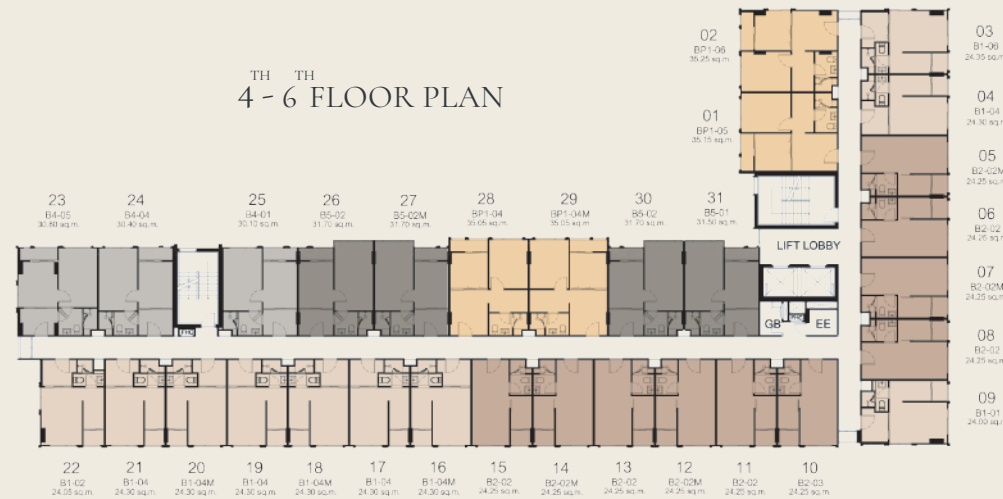 4TH - 6TH FLOOR PLAN
02
BP1-06
35.25 sq.m.
01
BP1-05
35.15 sq.m.
03
B1-06
24.35 sq.m.
04
B1-04
24.30 sq.m.
05
B2-02M
24.25 sq.m.
06
B2-02
24.25 sq.m.
07
B2-02M
24.25 sq.m.
08
B2-02
24.25 sq.m.
09
B1-01
24.00 sq.m.
23
B4-05
30.60 sq.m.
24
B4-04
30.40 sq.m.
25
B4-01
30.10 sq.m.
26
B5-02
31.70 sq.m.
27
B5-02M
31.70 sq.m.
28
BP1-04
35.05 sq.m.
29
BP1-04M
35.05 sq.m.
30
B5-02
31.70 sq.m.
31
B5-01
31.50 sq.m.
LIFT LOBBY
GB
EE
22
B1-02
24.05 sq.m.
21
B1-04
24.30 sq.m.
20
B1-04M
24.30 sq.m.
19
B1-04
24.30 sq.m.
18
B1-04M
24.30 sq.m.
17
B1-04
24.30 sq.m.
16
B1-04M
24.30 sq.m.
15
B2-02
24.25 sq.m.
14
B2-02M
24.25 sq.m.
13
B2-02
24.25 sq.m.
12
B2-02M
24.25 sq.m.
11
B2-02
24.25 sq.m.
10
B2-03
24.25 sq.m.